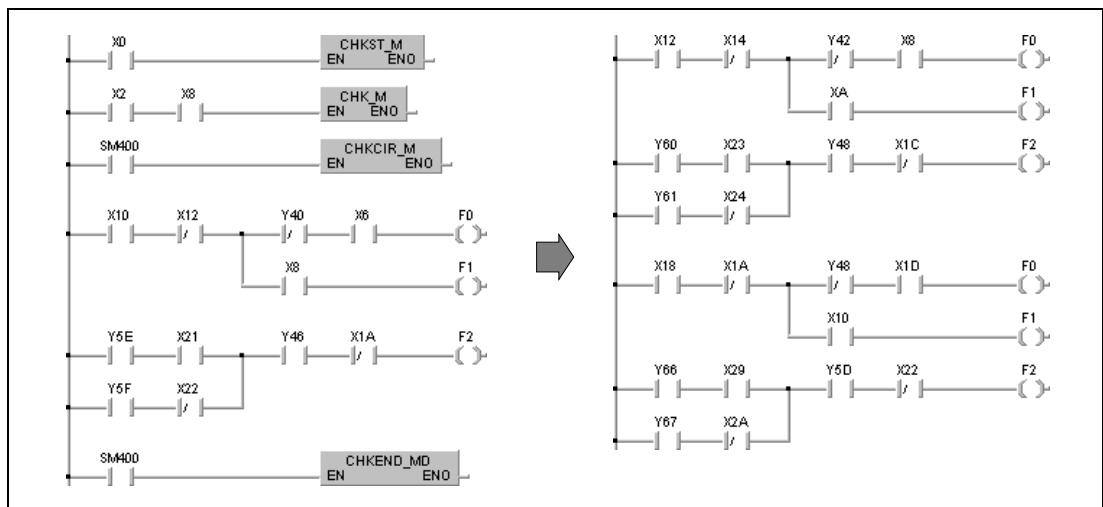 X0
CHKST_M
EN ENO
X2 X8
CHK_M
EN ENO
SM400
CHKCIR_M
EN ENO
X10 X12 Y40 X6 F0
X8 F1
Y5E X21 Y46 X1A F2
Y5F X22
SM400
CHKEND_MD
EN ENO
X12 X14 Y42 X8 F0
XA F1
Y60 X23 Y48 X1C F2
Y61 X24
X18 X1A Y48 X1D F0
X10 F1
Y66 X29 Y5D X22 F2
Y67 X2A